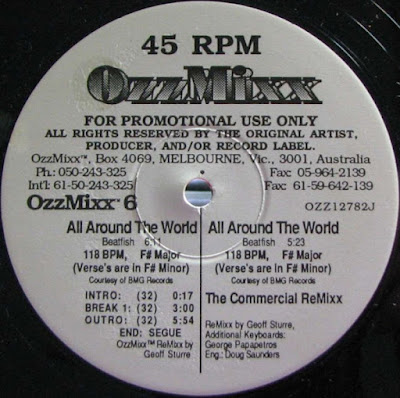 45 RPM
OzzMixx
FOR PROMOTIONAL USE ONLY
ALL RIGHTS RESERVED BY THE ORIGINAL ARTIST,
PRODUCER, AND/OR RECORD LABEL.
OzzMixx™, Box 4069, MELBOURNE, Vic., 3001, Australia
Ph.: 050-243-325 Fax: 05-964-2139
Int'l: 61-50-243-325 Fax: 61-59-642-139
OzzMixx™ 6 OZZ12782J
All Around The World
Beatfish 6:11
118 BPM, F# Major
(Verse's are in F# Minor)
Courtesy of BMG Records
INTRO: (32) 0:17
BREAK 1: (32) 3:00
OUTRO: (32) 5:54
END: SEGUE
OzzMixx™ ReMixx by
Geoff Sturre
All Around The World
Beatfish 5:23
118 BPM, F# Major
(Verse's are in F# Minor)
Courtesy of BMG Records
The Commercial ReMixx
ReMixx by Geoff Sturre,
Additional Keyboards:
George Papapetros
Eng.: Doug Saunders